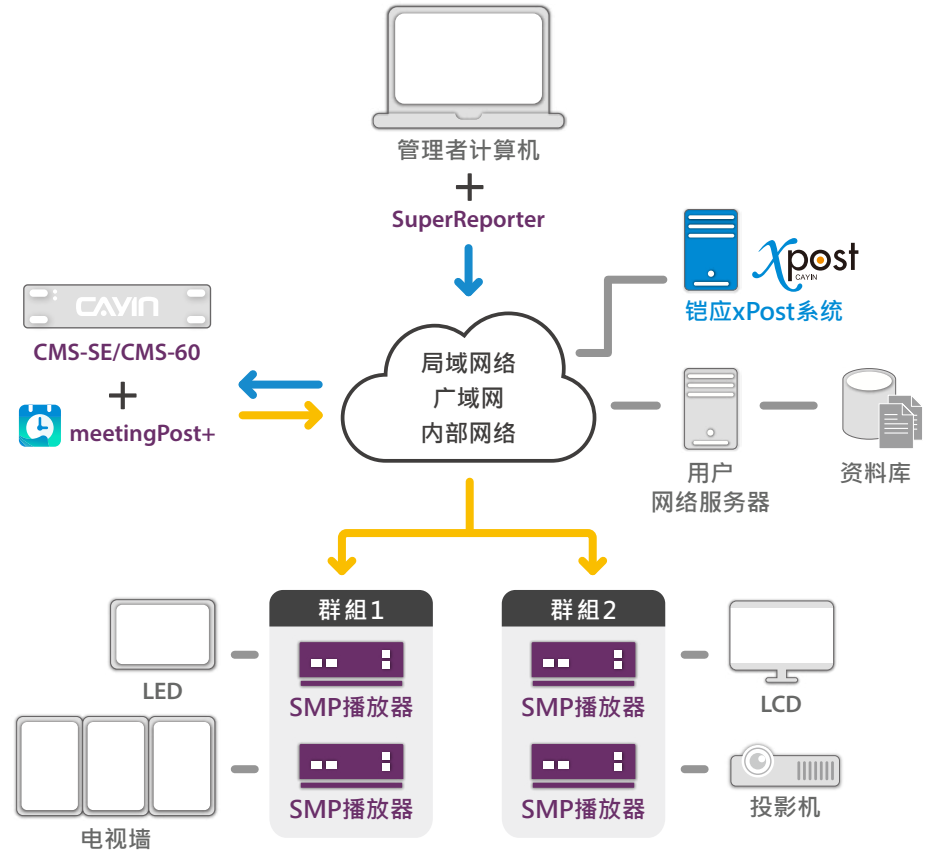 管理者计算机
SuperReporter
CAYIN
CMS-SE/CMS-60
meetingPost+
局域网络
广域网
内部网络
Xpost
CAYIN
铠应xPost系统
用户
网络服务器
资料库
群組1
SMP播放器
SMP播放器
群組2
SMP播放器
SMP播放器
LED
电视墙
LCD
投影机